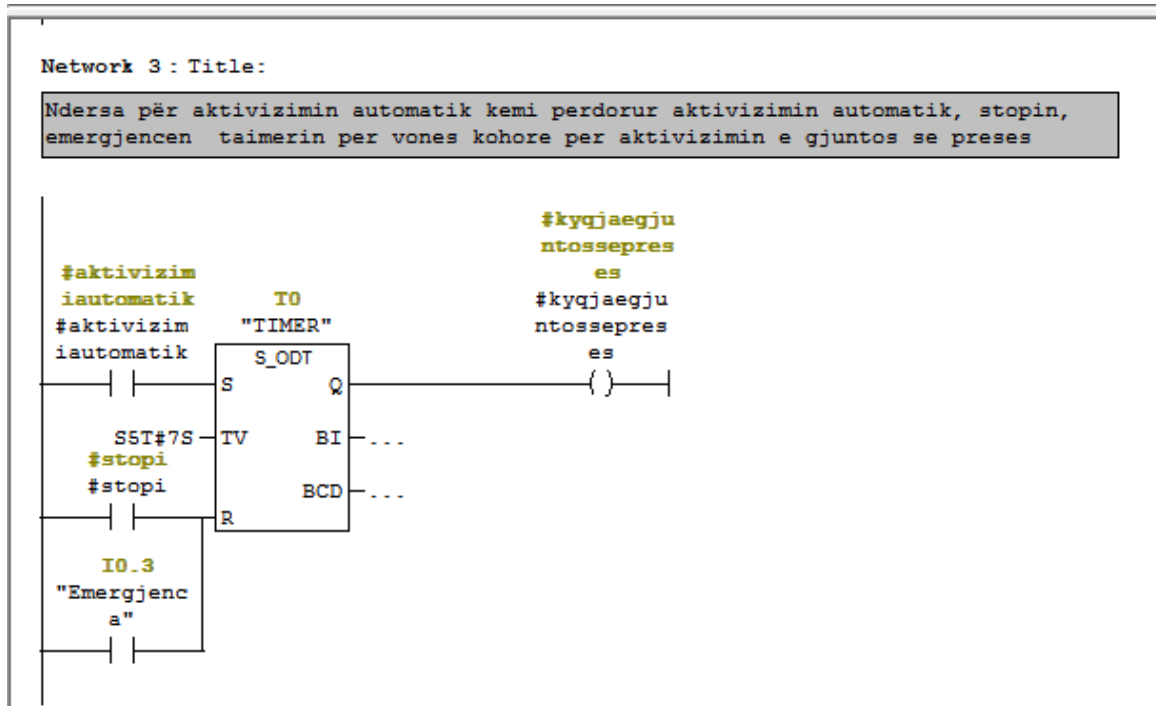 Network 3 : Title:
Ndersa për aktivizimin automatik kemi perdorur aktivizimin automatik, stopin,
emergjencen  taimerin per vones kohore per aktivizimin e gjuntos se preses
#kyqjaegju
ntossepres
es
#aktivizim
iautomatik
T0
#kyqjaegju
#aktivizim
"TIMER"
ntossepres
iautomatik
S_ODT
es
S
Q
( )
S5T#7S
TV
BI
...
#stopi
#stopi
BCD
...
R
I0.3
"Emergjenc
a"